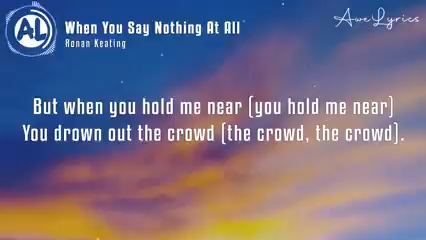 AL
When You Say Nothing At All
Ronan Keating
AweLyrics
But when you hold me near (you hold me near)
You drown out the crowd (the crowd, the crowd).